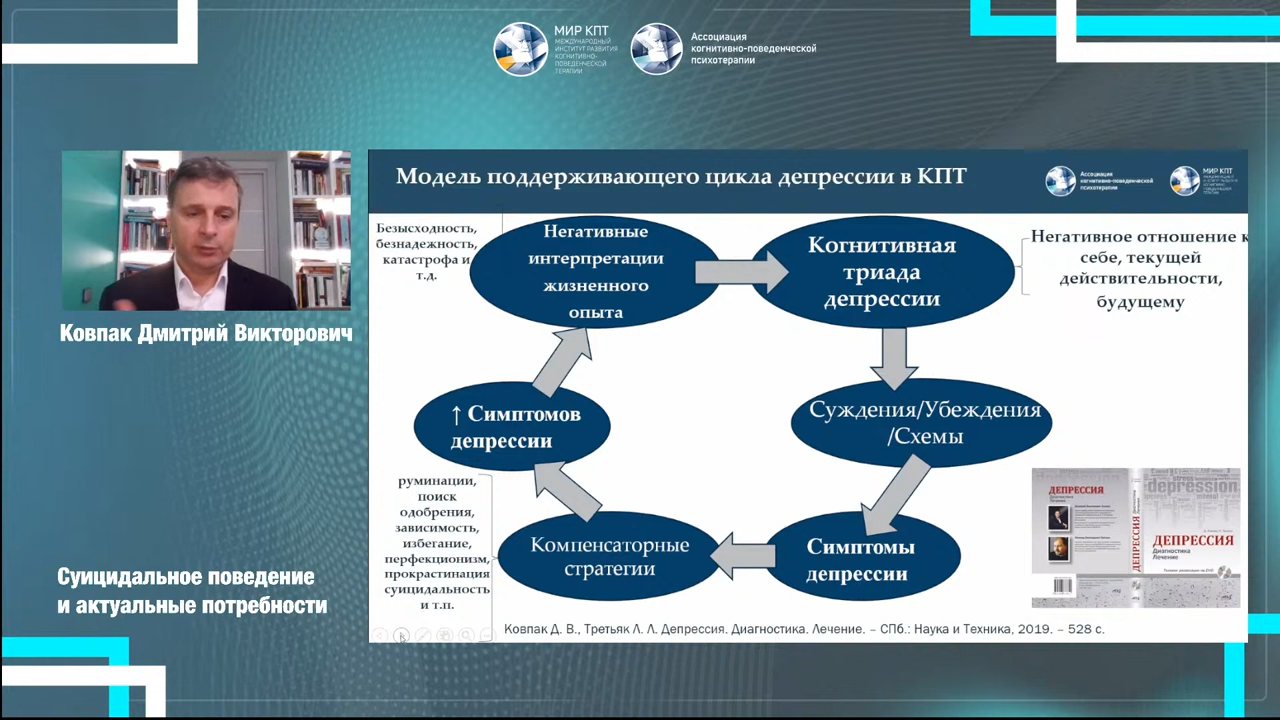 МИР КПТ
МЕЖДУНАРОДНЫЙ
ИНСТИТУТ РАЗВИТИЯ
КОГНИТИВНО-
ПОВЕДЕНЧЕСКОЙ
ТЕРАПИИ
Ассоциация
когнитивно-поведенческой
психотерапии
Ковпак Дмитрий Викторович
Суицидальное поведение
и актуальные потребности
Модель поддерживающего цикла депрессии в КПТ
Ассоциация
когнитивно-поведенческой
психотерапии
МИР КПТ
Безысходность,
безнадежность,
катастрофа и
т.д.
Негативные
интерпретации
жизненного
опыта
Когнитивная
триада
депрессии
Негативное отношение к
себе, текущей
действительности,
будущему
Суждения/Убеждения
/Схемы
Симптомы
депрессии
Компенсаторные
стратегии
руминации,
поиск
одобрения,
зависимость,
избегание,
перфекционизм,
прокрастинация
суицидальность
и т.п.
↑ Симптомов
депрессии
ДЕПРЕССИЯ
Диагностика
Лечение
ДЕПРЕССИЯ
depression
ДЕПРЕССИЯ
Диагностика
Лечение
Ковпак Д. В., Третьяк Л. Л. Депрессия. Диагностика. Лечение. – СПб.: Наука и Техника, 2019. – 528 с.